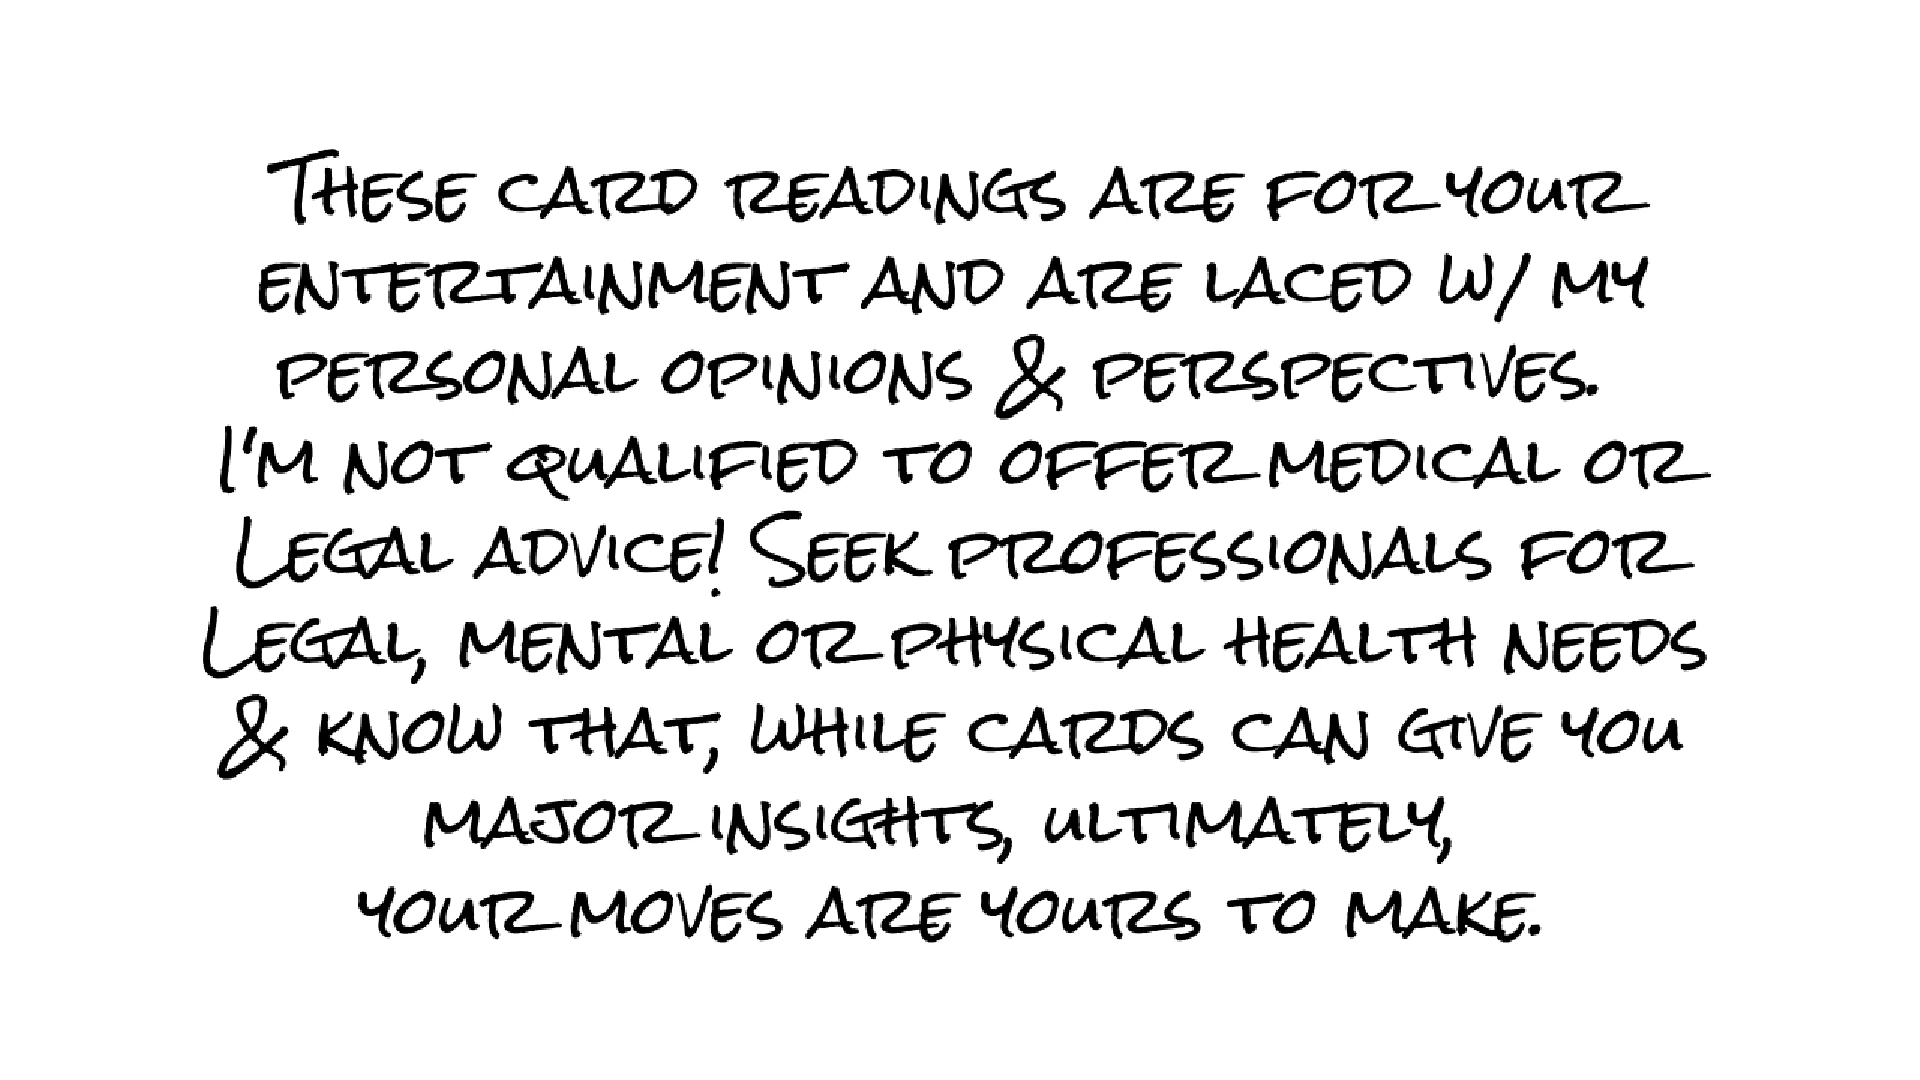 These card readings are for your
entertainment and are laced w/ my
personal opinions & perspectives.
I'm not qualified to offer medical or
Legal advice! Seek professionals for
Legal, mental or physical health needs
& know that, while cards can give you
major insights, ultimately,
your moves are yours to make.